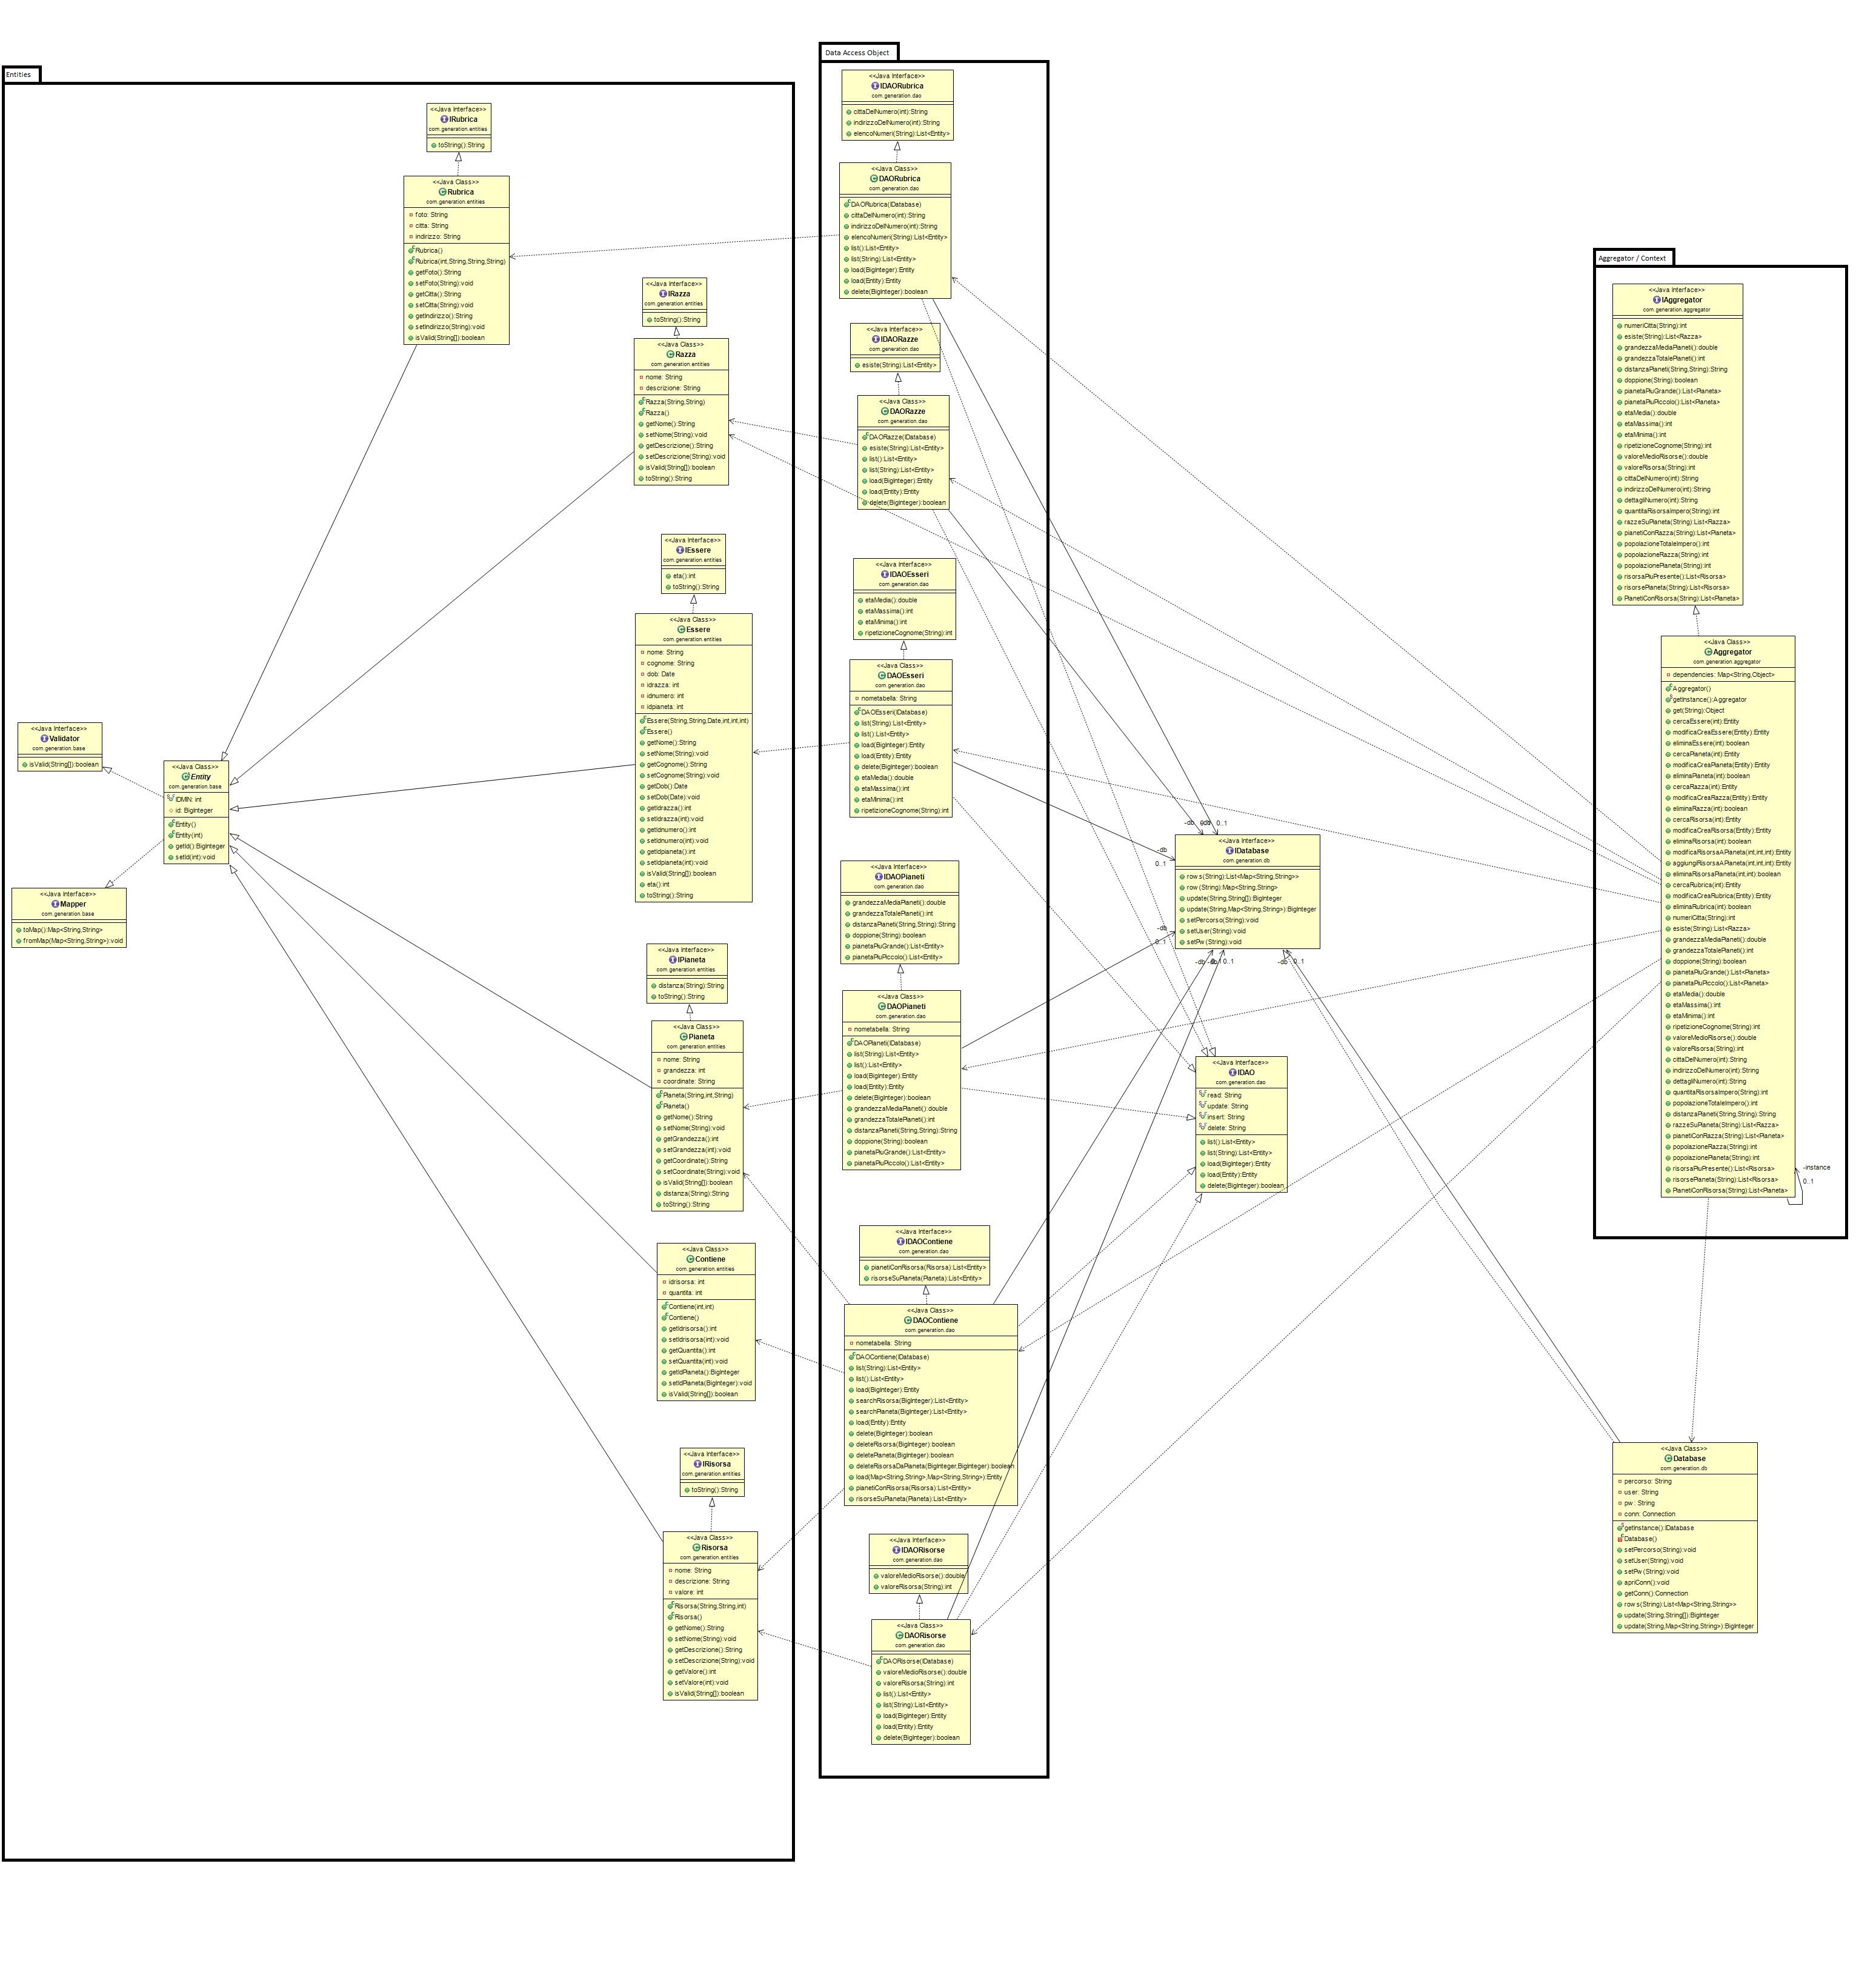 Entities
<<Java Interface>>
IRubrica
com.generation.entities
toString():String
<<Java Class>>
Rubrica
com.generation.entities
foto: String
citta: String
indirizzo: String
Rubrica()
Rubrica(int,String,String,String)
getFoto():String
setFoto(String):void
getCitta():String
setCitta(String):void
getIndirizzo():String
setIndirizzo(String):void
isValid(String[]):boolean
<<Java Interface>>
IRazza
com.generation.entities
toString():String
<<Java Class>>
Razza
com.generation.entities
nome: String
descrizione: String
Razza(String,String)
Razza()
getNome():String
setNome(String):void
getDescrizione():String
setDescrizione(String):void
isValid(String[]):boolean
toString():String
<<Java Interface>>
IEssere
com.generation.entities
eta():int
toString():String
<<Java Class>>
Essere
com.generation.entities
nome: String
cognome: String
dob: Date
idrazza: int
idnumero: int
idpianeta: int
Essere(String,String,Date,int,int,int)
Essere()
getNome():String
setNome(String):void
getCognome():String
setCognome(String):void
getDob():Date
setDob(Date):void
getIdrazza():int
setIdrazza(int):void
getIdnumero():int
setIdnumero(int):void
getIdpianeta():int
setIdpianeta(int):void
isValid(String[]):boolean
eta():int
toString():String
<<Java Interface>>
Validator
com.generation.base
isValid(String[]):boolean
<<Java Class>>
Entity
com.generation.base
IDMIN: int
id: BigInteger
Entity()
Entity(int)
getId():BigInteger
setId(int):void
<<Java Interface>>
Mapper
com.generation.base
toMap():Map<String,String>
fromMap(Map<String,String>):void
<<Java Interface>>
IPianeta
com.generation.entities
distanza(String):String
toString():String
<<Java Class>>
Pianeta
com.generation.entities
nome: String
grandezza: int
coordinate: String
Pianeta(String,int,String)
Pianeta()
getNome():String
setNome(String):void
getGrandezza():int
setGrandezza(int):void
getCoordinate():String
setCoordinate(String):void
isValid(String[]):boolean
distanza(String):String
toString():String
<<Java Class>>
Contiene
com.generation.entities
idrisorsa: int
quantita: int
Contiene(int,int)
Contiene()
getIdrisorsa():int
setIdrisorsa(int):void
getQuantita():int
setQuantita(int):void
getIdPianeta():BigInteger
setIdPianeta(BigInteger):void
isValid(String[]):boolean
<<Java Interface>>
IRisorsa
com.generation.entities
toString():String
<<Java Class>>
Risorsa
com.generation.entities
nome: String
descrizione: String
valore: int
Risorsa(String,String,int)
Risorsa()
getNome():String
setNome(String):void
getDescrizione():String
setDescrizione(String):void
getValore():int
setValore(int):void
isValid(String[]):boolean
Data Access Object
<<Java Interface>>
IDAORubrica
com.generation.dao
cittaDelNumero(int):String
indirizzoDelNumero(int):String
elencoNumeri(String):List<Entity>
<<Java Class>>
DAORubrica
com.generation.dao
DAORubrica(IDatabase)
cittaDelNumero(int):String
indirizzoDelNumero(int):String
elencoNumeri(String):List<Entity>
list():List<Entity>
list(String):List<Entity>
load(BigInteger):Entity
load(Entity):Entity
delete(BigInteger):boolean
<<Java Interface>>
IDAORazze
com.generation.dao
esiste(String):List<Entity>
<<Java Class>>
DAORazze
com.generation.dao
DAORazze(IDatabase)
esiste(String):List<Entity>
list():List<Entity>
list(String):List<Entity>
load(BigInteger):Entity
load(Entity):Entity
delete(BigInteger):boolean
<<Java Interface>>
IDAOEsseri
com.generation.dao
etaMedia():double
etaMassima():int
etaMinima():int
ripetizioneCognome(String):int
<<Java Class>>
DAOEsseri
com.generation.dao
nometabella: String
DAOEsseri(IDatabase)
list(String):List<Entity>
list():List<Entity>
load(BigInteger):Entity
load(Entity):Entity
delete(BigInteger):boolean
etaMedia():double
etaMassima():int
etaMinima():int
ripetizioneCognome(String):int
<<Java Interface>>
IDAOPianeti
com.generation.dao
grandezzaMediaPianeti():double
grandezzaTotalePianeti():int
distanzaPianeti(String,String):String
doppione(String):boolean
pianetaPiuGrande():List<Entity>
pianetaPiuPiccolo():List<Entity>
<<Java Class>>
DAOPianeti
com.generation.dao
nometabella: String
DAOPianeti(IDatabase)
list(String):List<Entity>
list():List<Entity>
load(BigInteger):Entity
load(Entity):Entity
delete(BigInteger):boolean
grandezzaMediaPianeti():double
grandezzaTotalePianeti():int
distanzaPianeti(String,String):String
doppione(String):boolean
pianetaPiuGrande():List<Entity>
pianetaPiuPiccolo():List<Entity>
<<Java Interface>>
IDAOContiene
com.generation.dao
pianetiConRisorsa(Risorsa):List<Entity>
risorseSuPianeta(Pianeta):List<Entity>
<<Java Class>>
DAOContiene
com.generation.dao
nometabella: String
DAOContiene(IDatabase)
list(String):List<Entity>
list():List<Entity>
load(BigInteger):Entity
searchRisorsa(BigInteger):List<Entity>
searchPianeta(BigInteger):List<Entity>
load(Entity):Entity
delete(BigInteger):boolean
deleteRisorsa(BigInteger):boolean
deletePianeta(BigInteger):boolean
deleteRisorsaDaPianeta(BigInteger,BigInteger):boolean
load(Map<String,String>,Map<String,String>):Entity
pianetiConRisorsa(Risorsa):List<Entity>
risorseSuPianeta(Pianeta):List<Entity>
<<Java Interface>>
IDAORisorse
com.generation.dao
valoreMedioRisorse():double
valoreRisorsa(String):int
<<Java Class>>
DAORisorse
com.generation.dao
DAORisorse(IDatabase)
valoreMedioRisorse():double
valoreRisorsa(String):int
list():List<Entity>
list(String):List<Entity>
load(BigInteger):Entity
load(Entity):Entity
delete(BigInteger):boolean
-db
0..1
-db
0..1
-db
0..1
-db
0..1
-db
0..1
<<Java Interface>>
IDatabase
com.generation.db
rows(String):List<Map<String,String>>
row(String):Map<String,String>
update(String,String[]):BigInteger
update(String,Map<String,String>):BigInteger
setPercorso(String):void
setUser(String):void
setPw(String):void
<<Java Interface>>
IDAO
com.generation.dao
read: String
update: String
insert: String
delete: String
list():List<Entity>
list(String):List<Entity>
load(BigInteger):Entity
load(Entity):Entity
delete(BigInteger):boolean
Aggregator / Context
<<Java Interface>>
IAggregator
com.generation.aggregator
numeriCitta(String):int
esiste(String):List<Razza>
grandezzaMediaPianeti():double
grandezzaTotalePianeti():int
distanzaPianeti(String,String):String
doppione(String):boolean
pianetaPiuGrande():List<Pianeta>
pianetaPiuPiccolo():List<Pianeta>
etaMedia():double
etaMassima():int
etaMinima():int
ripetizioneCognome(String):int
valoreMedioRisorse():double
valoreRisorsa(String):int
cittaDelNumero(int):String
indirizzoDelNumero(int):String
dettagliNumero(int):String
quantitaRisorsaImpero(String):int
razzeSuPianeta(String):List<Razza>
pianetiConRazza(String):List<Pianeta>
popolazioneTotaleImpero():int
popolazioneRazza(String):int
popolazionePianeta(String):int
risorsaPiuPresente():List<Risorsa>
risorsePianeta(String):List<Risorsa>
PianetiConRisorsa(String):List<Pianeta>
<<Java Class>>
Aggregator
com.generation.aggregator
dependencies: Map<String,Object>
Aggregator()
getInstance():Aggregator
get(String):Object
cercaEssere(int):Entity
modificaCreaEssere(Entity):Entity
eliminaEssere(int):boolean
cercaPianeta(int):Entity
modificaCreaPianeta(Entity):Entity
eliminaPianeta(int):boolean
cercaRazza(int):Entity
modificaCreaRazza(Entity):Entity
eliminaRazza(int):boolean
cercaRisorsa(int):Entity
modificaCreaRisorsa(Entity):Entity
eliminaRisorsa(int):boolean
modificaRisorsaAPianeta(int,int,int):Entity
aggiungiRisorsaAPianeta(int,int,int):Entity
eliminaRisorsaPianeta(int,int):boolean
cercaRubrica(int):Entity
modificaCreaRubrica(Entity):Entity
eliminaRubrica(int):boolean
numeriCitta(String):int
esiste(String):List<Razza>
grandezzaMediaPianeti():double
grandezzaTotalePianeti():int
doppione(String):boolean
pianetaPiuGrande():List<Pianeta>
pianetaPiuPiccolo():List<Pianeta>
etaMedia():double
etaMassima():int
etaMinima():int
ripetizioneCognome(String):int
valoreMedioRisorse():double
valoreRisorsa(String):int
cittaDelNumero(int):String
indirizzoDelNumero(int):String
dettagliNumero(int):String
quantitaRisorsaImpero(String):int
popolazioneTotaleImpero():int
distanzaPianeti(String,String):String
razzeSuPianeta(String):List<Razza>
pianetiConRazza(String):List<Pianeta>
popolazioneRazza(String):int
popolazionePianeta(String):int
risorsaPiuPresente():List<Risorsa>
risorsePianeta(String):List<Risorsa>
PianetiConRisorsa(String):List<Pianeta>
-instance
0..1
<<Java Class>>
Database
com.generation.db
percorso: String
user: String
pw: String
conn: Connection
getInstance():IDatabase
Database()
setPercorso(String):void
setUser(String):void
setPw(String):void
apriConn():void
getConn():Connection
rows(String):List<Map<String,String>>
update(String,String[]):BigInteger
update(String,Map<String,String>):BigInteger